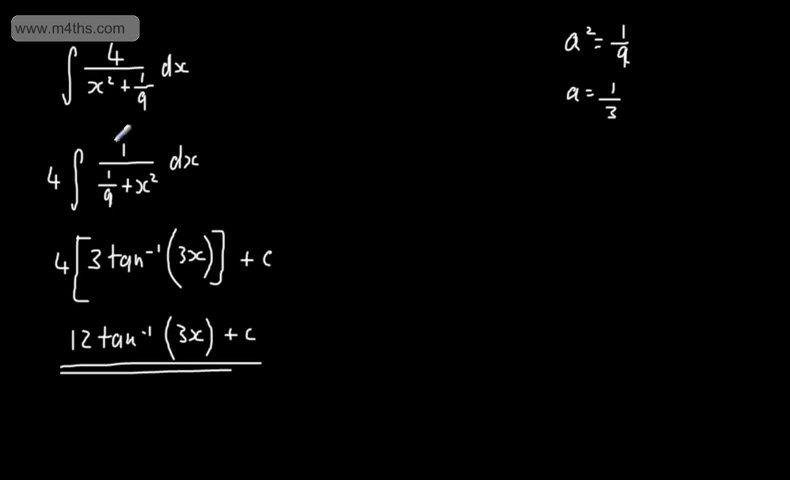 www.m4ths.com
∫ 4/(x² + 1/9) dx
a² = 1/9
a = 1/3
4 ∫ 1/(1/9 + x²) dx
4[3 tan⁻¹(3x)] + c
12 tan⁻¹(3x) + c